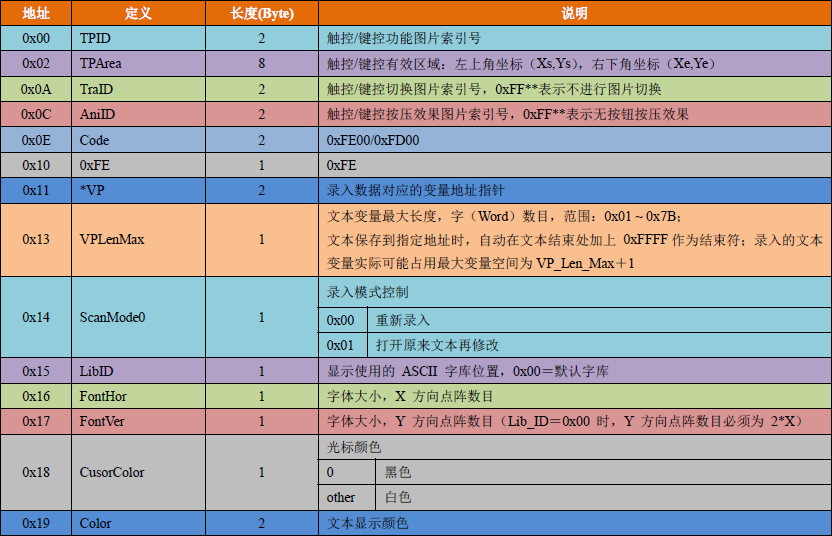 地址 定义 长度(Byte) 说明
0x00 TPID 2 触控/键控功能图片索引号
0x02 TPArea 8 触控/键控有效区域：左上角坐标（Xs,Ys），右下角坐标（Xe,Ye）
0x0A TraID 2 触控/键控切换图片索引号，0xFF**表示不进行图片切换
0x0C AniID 2 触控/键控按压效果图片索引号，0xFF**表示无按钮按压效果
0x0E Code 2 0xFE00/0xFD00
0x10 0xFE 1 0xFE
0x11 *VP 2 录入数据对应的变量地址指针
0x13 VPLenMax 1 文本变量最大长度，字（Word）数目，范围：0x01 ~ 0x7B；
文本保存到指定地址时，自动在文本结束处加上 0xFFFF 作为结束符；录入的文本
变量实际可能占用最大变量空间为 VP_Len_Max＋1
0x14 ScanMode0 1 录入模式控制
0x00 重新录入
0x01 打开原来文本再修改
0x15 LibID 1 显示使用的 ASCII 字库位置，0x00＝默认字库
0x16 FontHor 1 字体大小，X 方向点阵数目
0x17 FontVer 1 字体大小，Y 方向点阵数目（Lib_ID＝0x00 时，Y 方向点阵数目必须为 2*X）
0x18 CusorColor 1 光标颜色
0 黑色
other 白色
0x19 Color 2 文本显示颜色